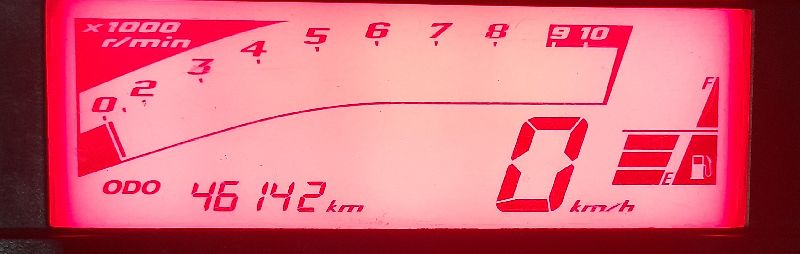 x1000
r/min
0 2 3 4 5 6 7 8 9 10
F
E
ODO 46142 km
0 km/h